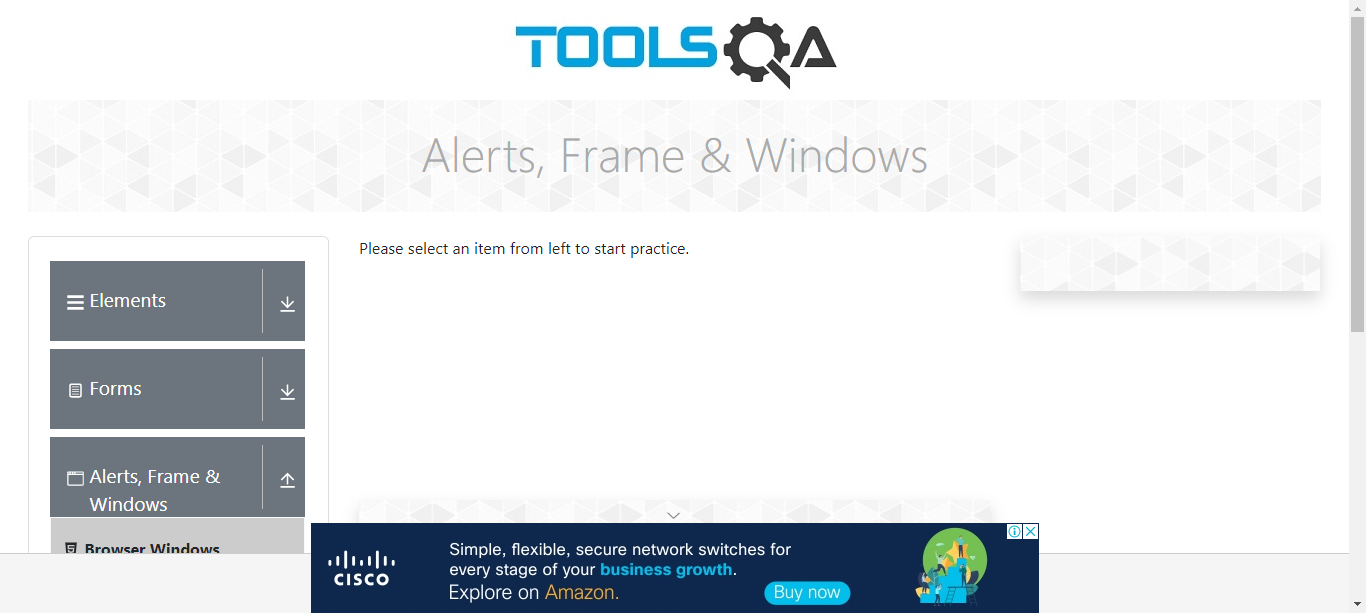 TOOLSQA
Alerts, Frame & Windows
Please select an item from left to start practice.
Elements
Forms
Alerts, Frame &
Windows
Browser Windows
CISCO
Simple, flexible, secure network switches for
every stage of your business growth.
Explore on Amazon.
Buy now